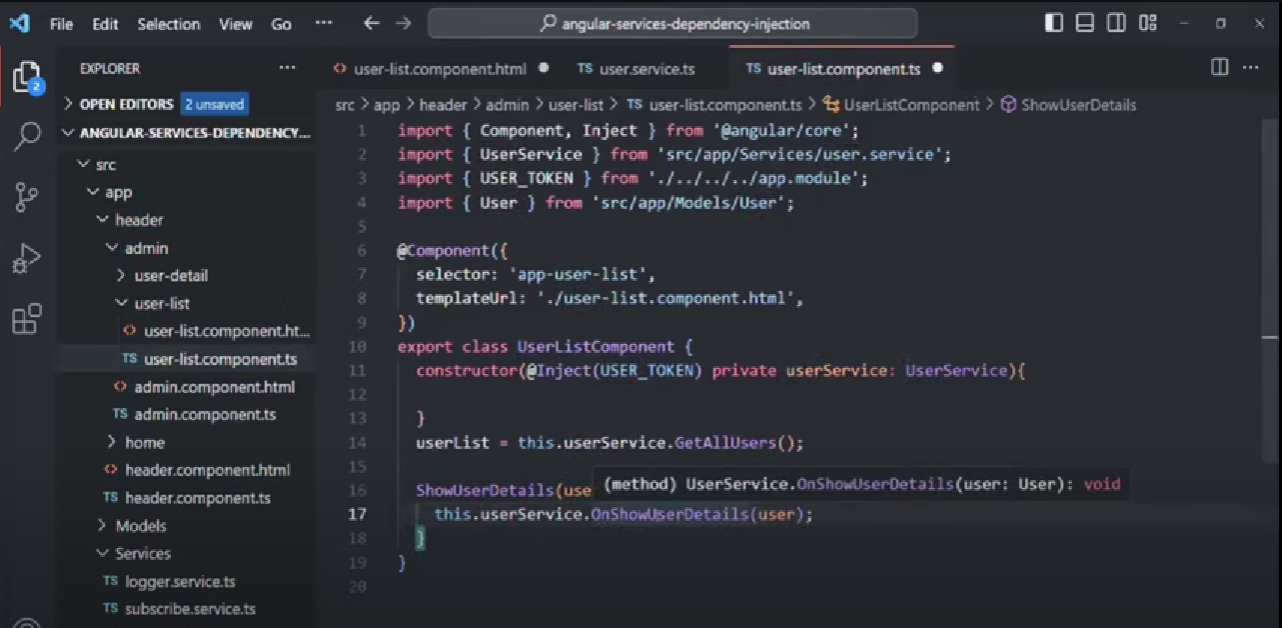 File Edit Selection View Go ··· angular-services-dependency-injection
EXPLORER ···
OPEN EDITORS 2 unsaved
ANGULAR-SERVICES-DEPENDENCY...
src
app
header
admin
user-detail
user-list
user-list.component.ht...
TS user-list.component.ts
admin.component.html
TS admin.component.ts
home
header.component.html
TS header.component.ts
Models
Services
TS logger.service.ts
TS subscribe.service.ts
2
user-list.component.html TS user.service.ts TS user-list.component.ts ···
src > app > header > admin > user-list > TS user-list.component.ts > UserListComponent > ShowUserDetails
1 import { Component, Inject } from '@angular/core';
2 import { UserService } from 'src/app/Services/user.service';
3 import { USER_TOKEN } from './../../../app.module';
4 import { User } from 'src/app/Models/User';
5
6 @Component({
7 selector: 'app-user-list',
8 templateUrl: './user-list.component.html',
9 })
10 export class UserListComponent {
11 constructor(@Inject(USER_TOKEN) private userService: UserService){
12
13 }
14 userList = this.userService.GetAllUsers();
15
16 ShowUserDetails(use (method) UserService.OnShowUserDetails(user: User): void
17 this.userService.OnShowUserDetails(user);
18 }
19 }
20